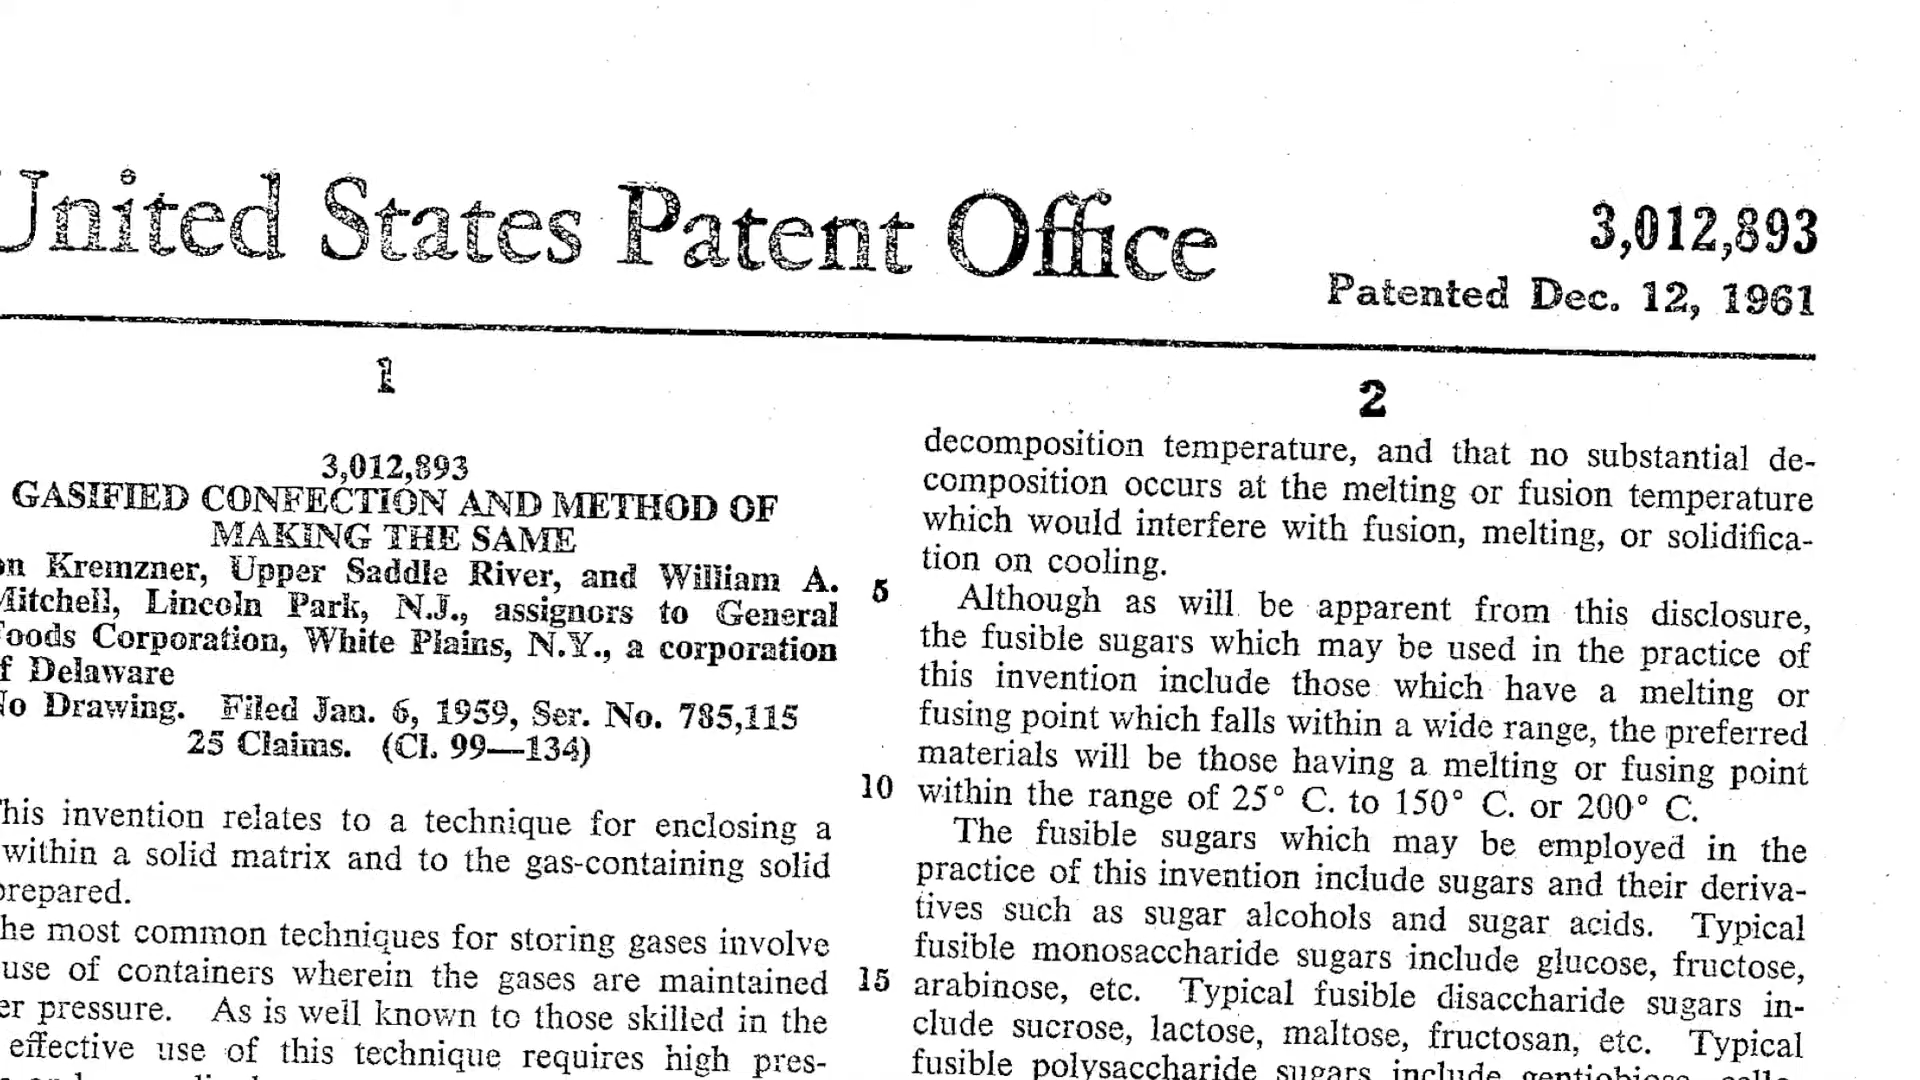 United States Patent Office
3,012,893
Patented Dec. 12, 1961
1
3,012,893
GASIFIED CONFECTION AND METHOD OF
MAKING THE SAME
Kremzner, Upper Saddle River, and William A.
Mitchell, Lincoln Park, N.J., assignors to General
Foods Corporation, White Plains, N.Y., a corporation
of Delaware
No Drawing. Filed Jan. 6, 1959, Ser. No. 785,115
25 Claims. (Cl. 99—134)
This invention relates to a technique for enclosing a
within a solid matrix and to the gas-containing solid
prepared.
The most common techniques for storing gases involve
use of containers wherein the gases are maintained
pressure. As is well known to those skilled in the
effective use of this technique requires high pres-
2
decomposition temperature, and that no substantial de-
composition occurs at the melting or fusion temperature
which would interfere with fusion, melting, or solidifica-
tion on cooling.
5
Although as will be apparent from this disclosure,
the fusible sugars which may be used in the practice of
this invention include those which have a melting or
fusing point which falls within a wide range, the preferred
materials will be those having a melting or fusing point
10 within the range of 25° C. to 150° C. or 200° C.
The fusible sugars which may be employed in the
practice of this invention include sugars and their deriva-
tives such as sugar alcohols and sugar acids. Typical
fusible monosaccharide sugars include glucose, fructose,
15 arabinose, etc. Typical fusible disaccharide sugars in-
clude sucrose, lactose, maltose, fructosan, etc. Typical
fusible polysaccharide sugars include gentiobiose,